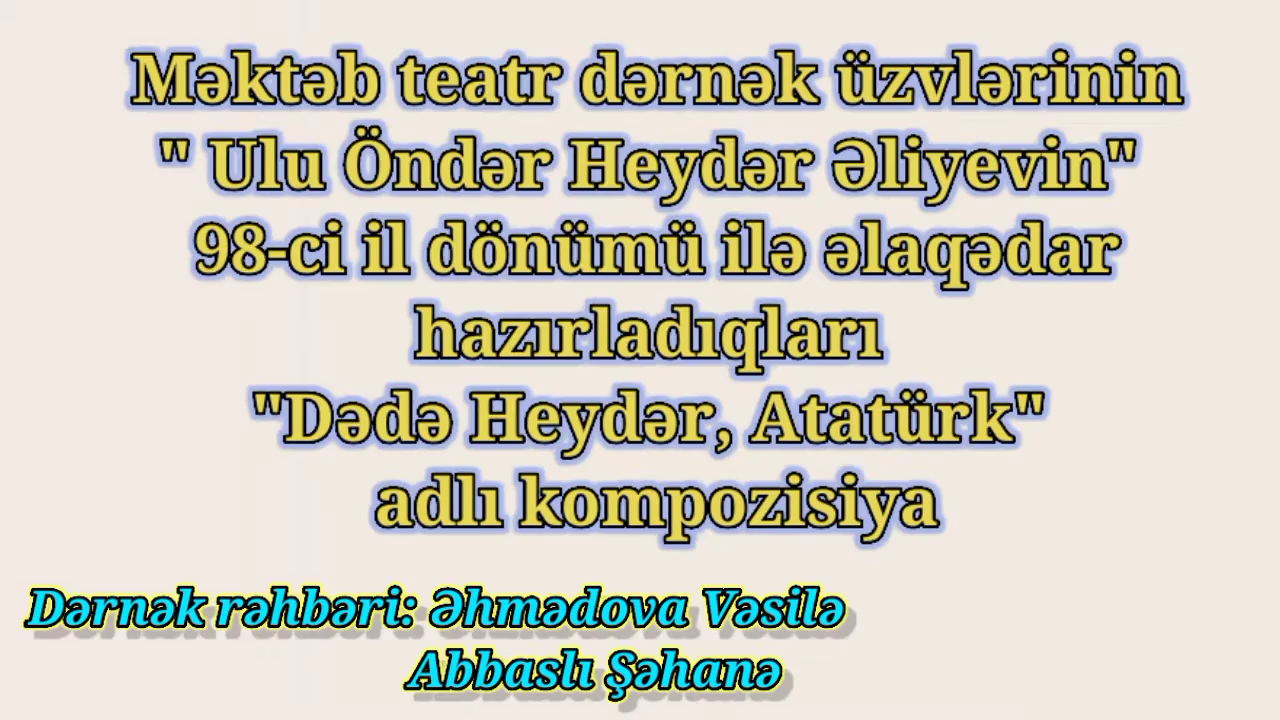 Məktəb teatr dərnək üzvlərinin
" Ulu Öndər Heydər Əliyevin"
98-ci il dönümü ilə əlaqədar
hazırladıqları
"Dədə Heydər, Atatürk"
adlı kompozisiya
Dərnək rəhbəri: Əhmədova Vəsilə
Abbaslı Şəhanə